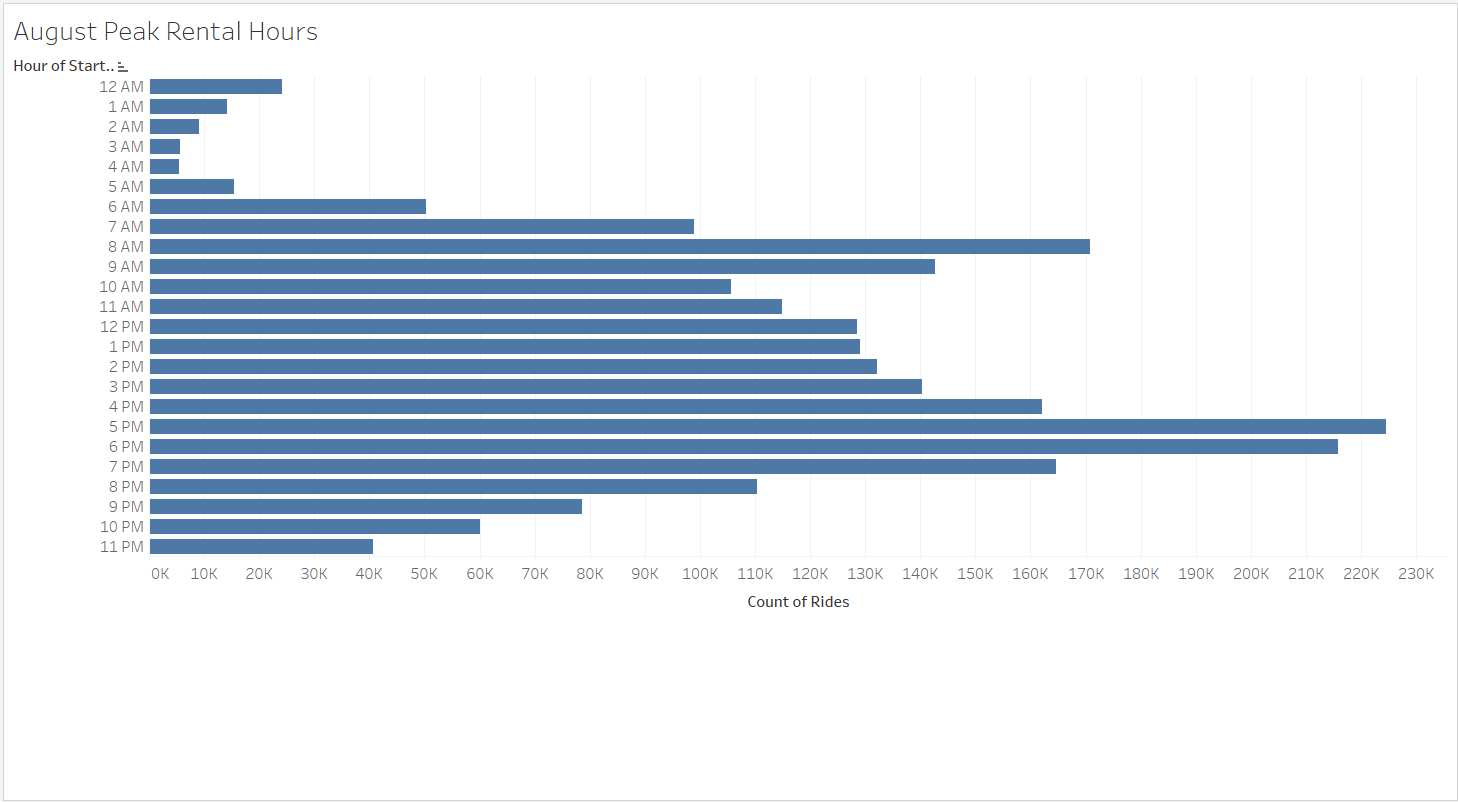 August Peak Rental Hours
Hour of Start..
12 AM
1 AM
2 AM
3 AM
4 AM
5 AM
6 AM
7 AM
8 AM
9 AM
10 AM
11 AM
12 PM
1 PM
2 PM
3 PM
4 PM
5 PM
6 PM
7 PM
8 PM
9 PM
10 PM
11 PM
0K 10K 20K 30K 40K 50K 60K 70K 80K 90K 100K 110K 120K 130K 140K 150K 160K 170K 180K 190K 200K 210K 220K 230K
Count of Rides